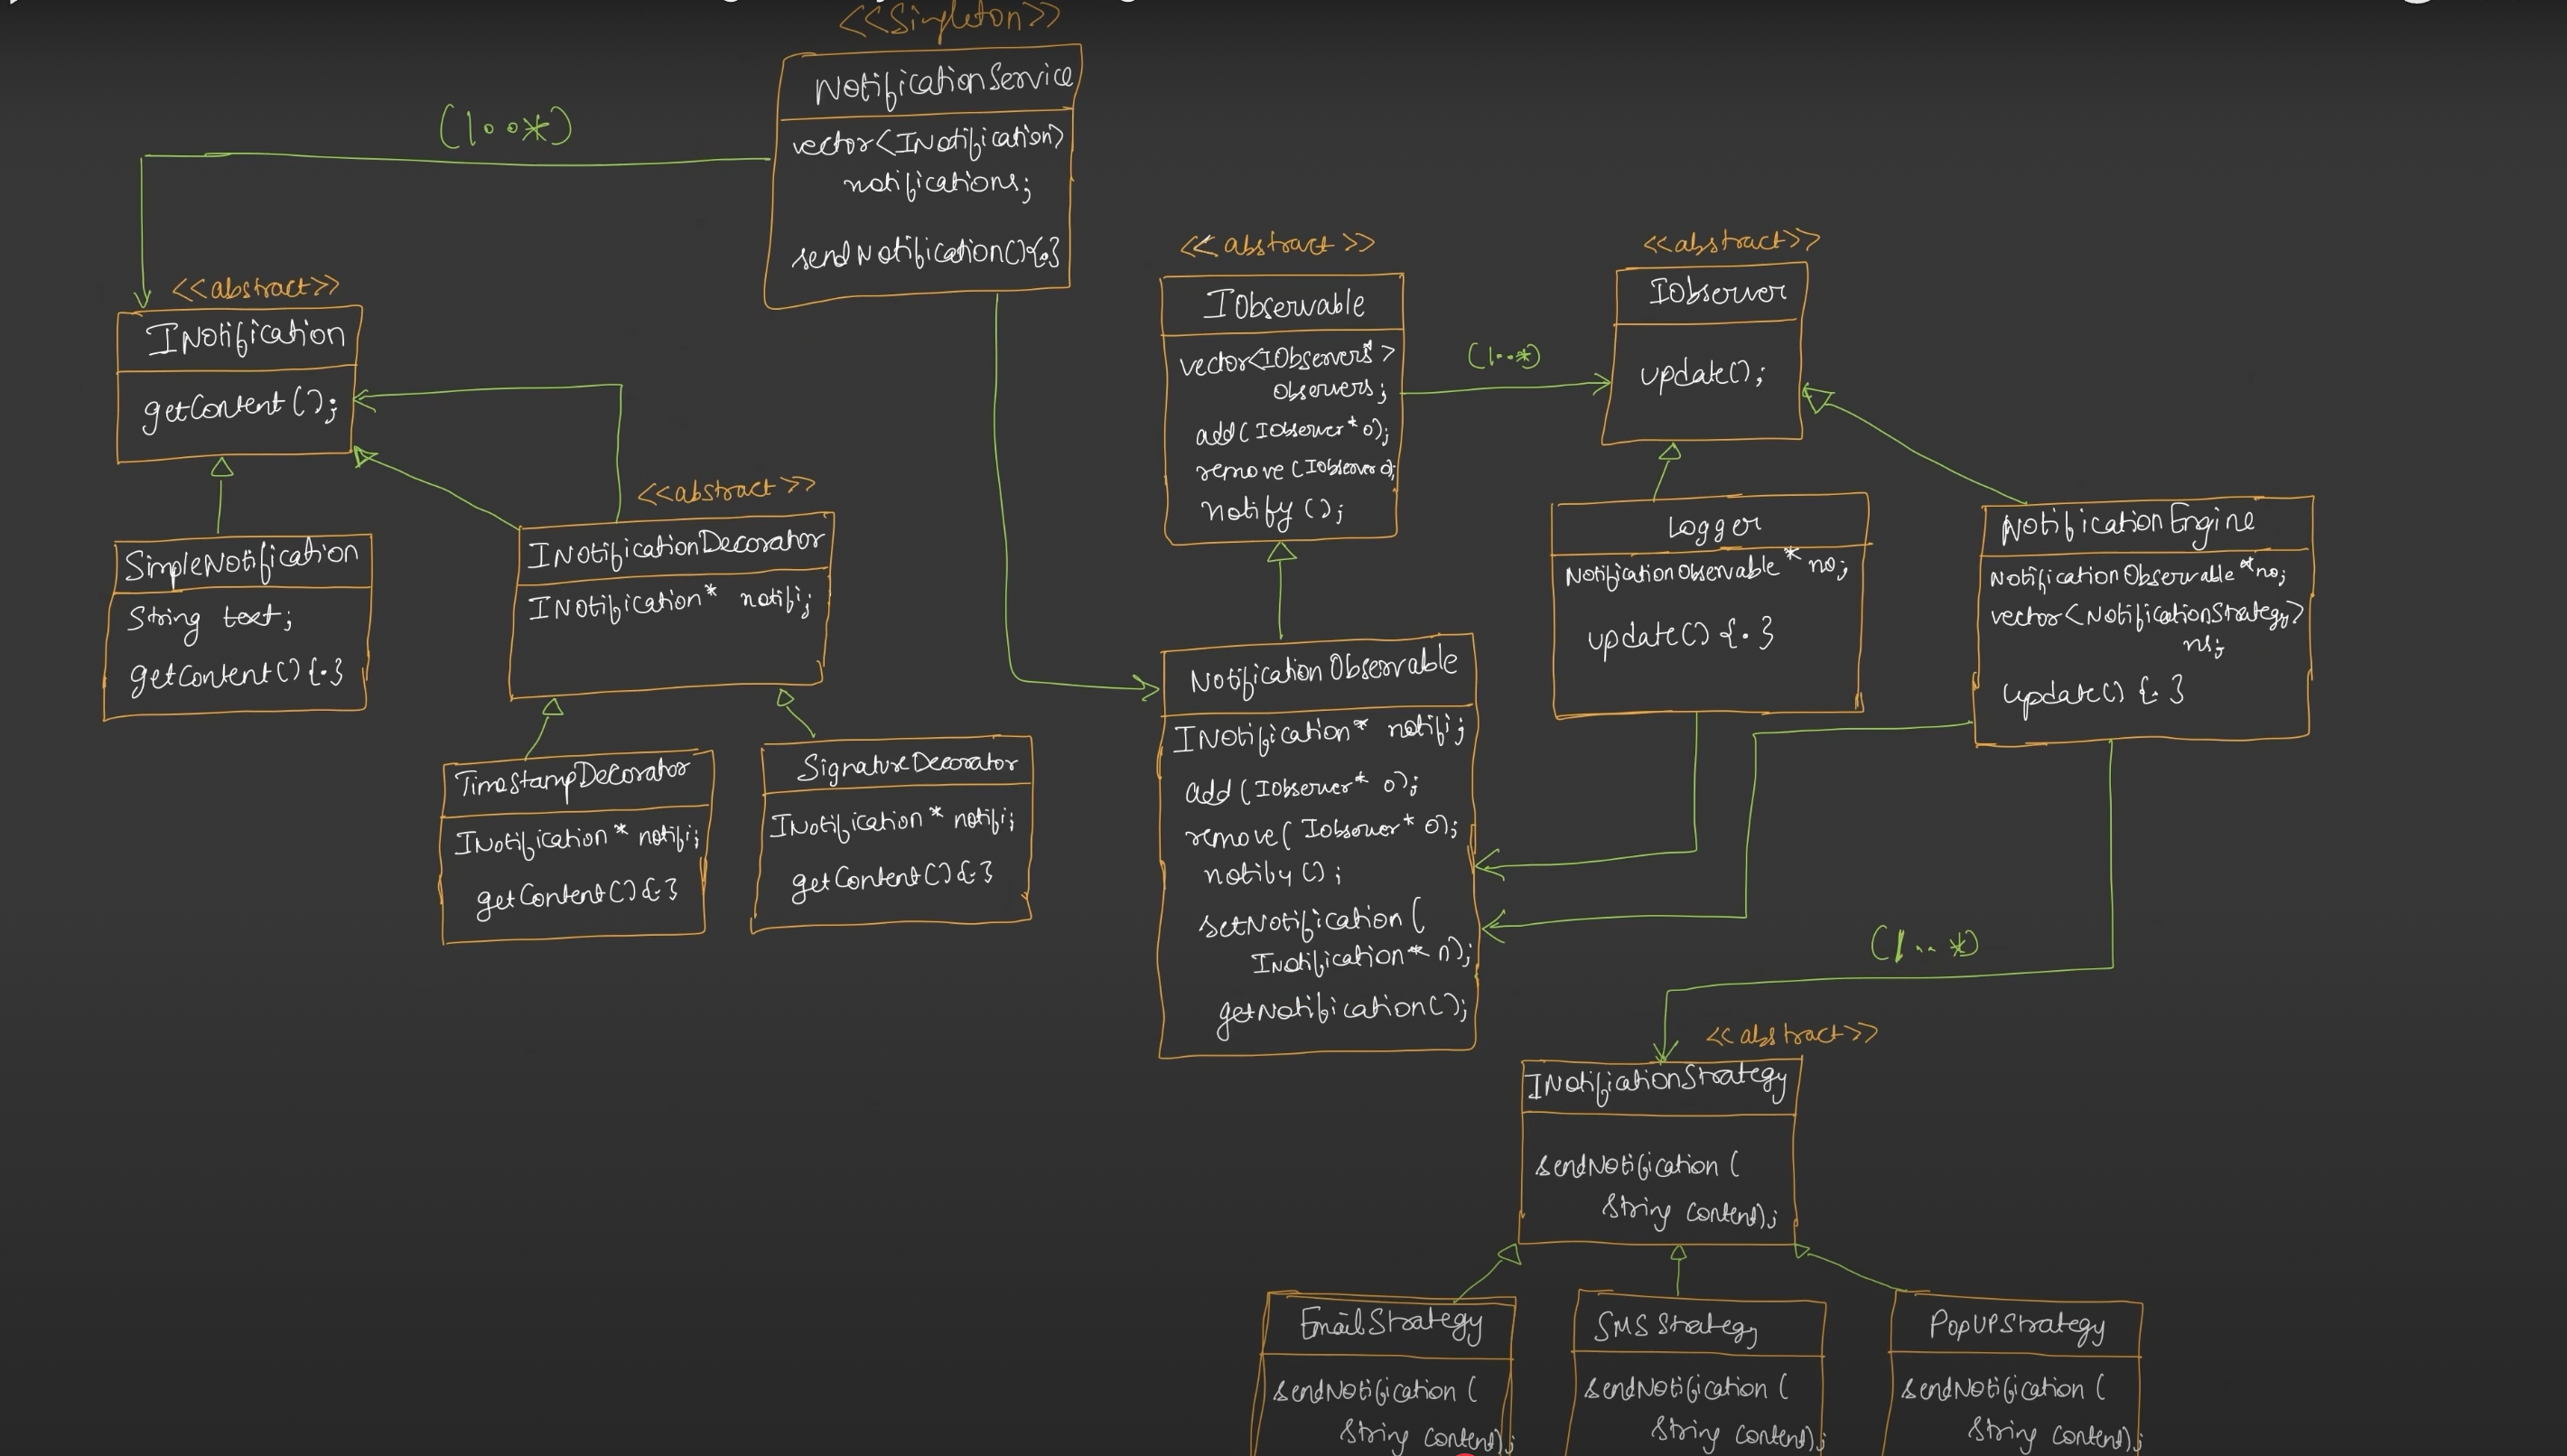 <<Singleton>>
NotificationService
vector<INotification>
notifications;
sendNotification(){.}
(1..*)
<<abstract>>
INotification
getContent();
SimpleNotification
String text;
getContent(){.}
<<abstract>>
INotificationDecorator
INotification* notifi;
TimeStampDecorator
INotification* notifi;
getContent(){.}
SignatureDecorator
INotification* notifi;
getContent(){.}
<<abstract>>
IObservable
vector<IObservers*>
observers;
add(IObserver* o);
remove(IObserver o);
notify();
(1..*)
<<abstract>>
IObserver
update();
Logger
NotificationObservable* no;
update(){.}
NotificationEngine
NotificationObservable *no;
vector<NotificationStrategy>
ns;
update(){.}
NotificationObservable
INotification* notifi;
add(IObserver* o);
remove(IObserver* o);
notify();
setNotification(
INotification* n);
getNotification();
(1..*)
<<abstract>>
INotificationStrategy
sendNotification(
String content);
EmailStrategy
sendNotification(
String content);
SMSStrategy
sendNotification(
String content);
PopUPStrategy
sendNotification(
String content);